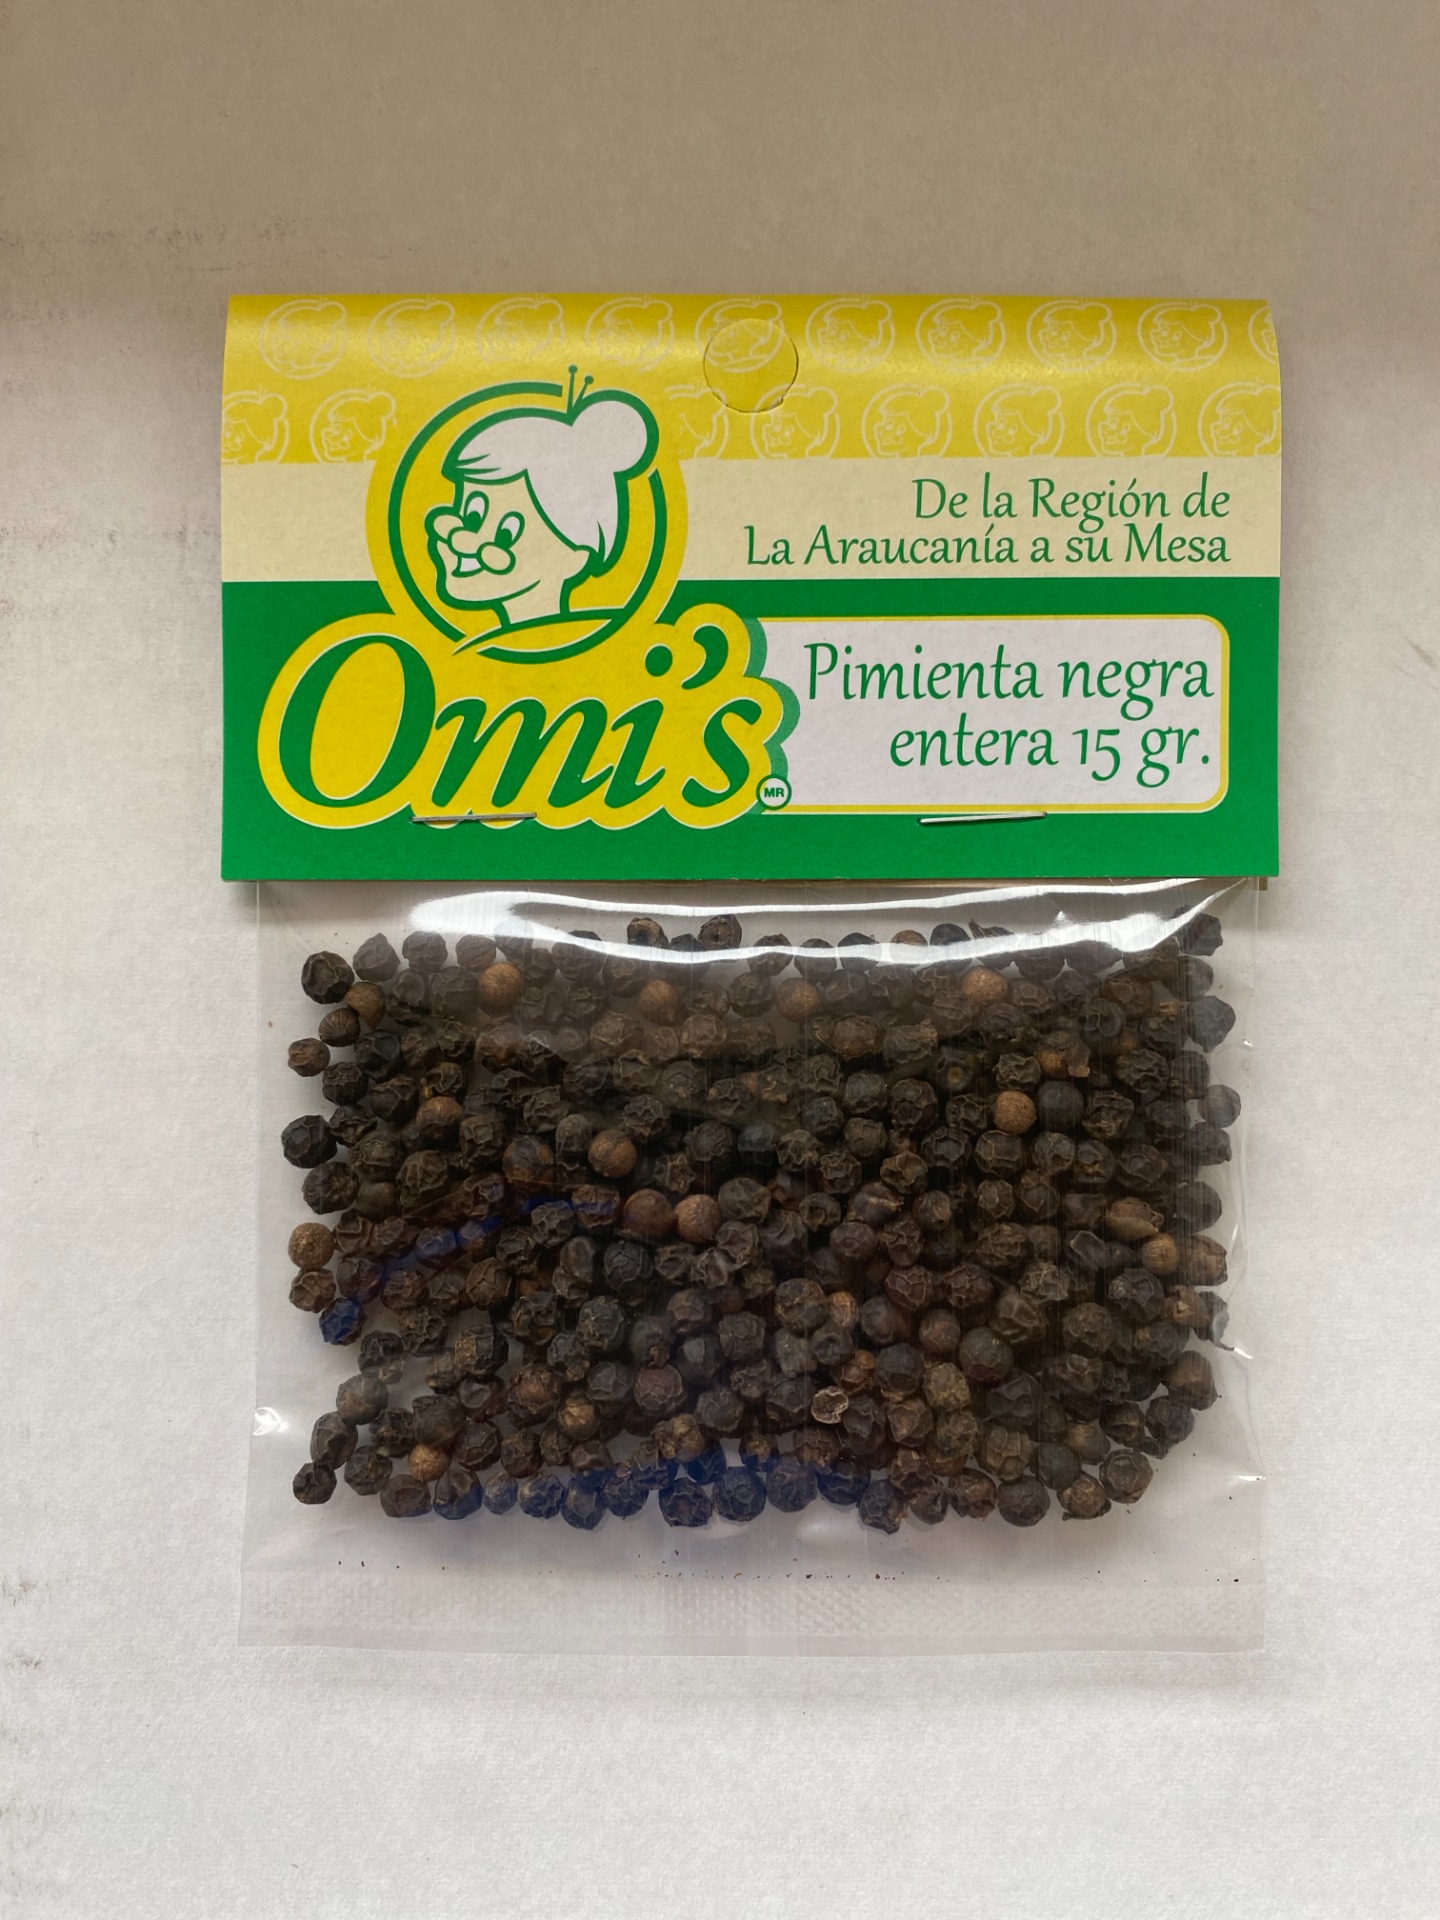 De la Región de
La Araucanía a su Mesa
Omi's
MR
Pimienta negra
entera 15 gr.